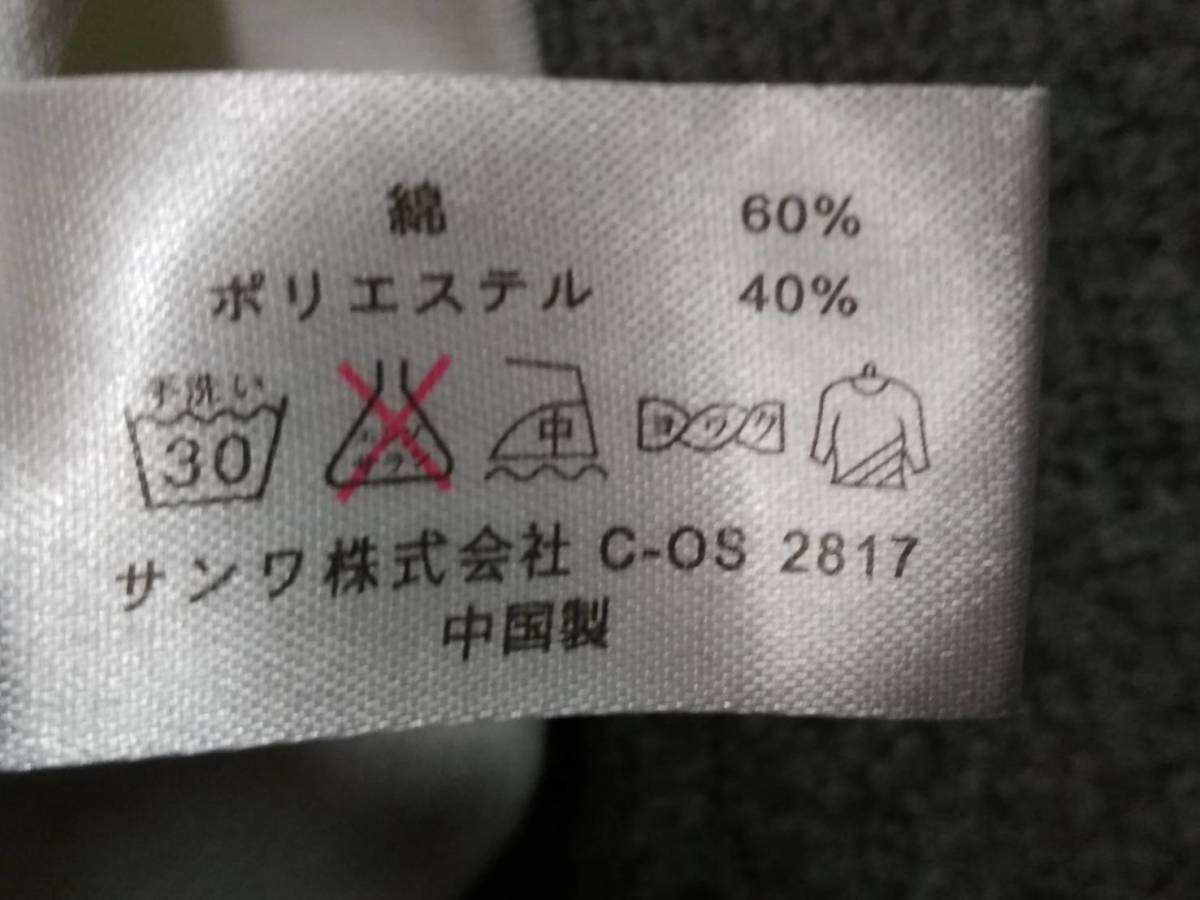 綿 60%
ポリエステル 40%
手洗い
30
中 ヨワク
サンワ株式会社 C-OS 2817
中国製